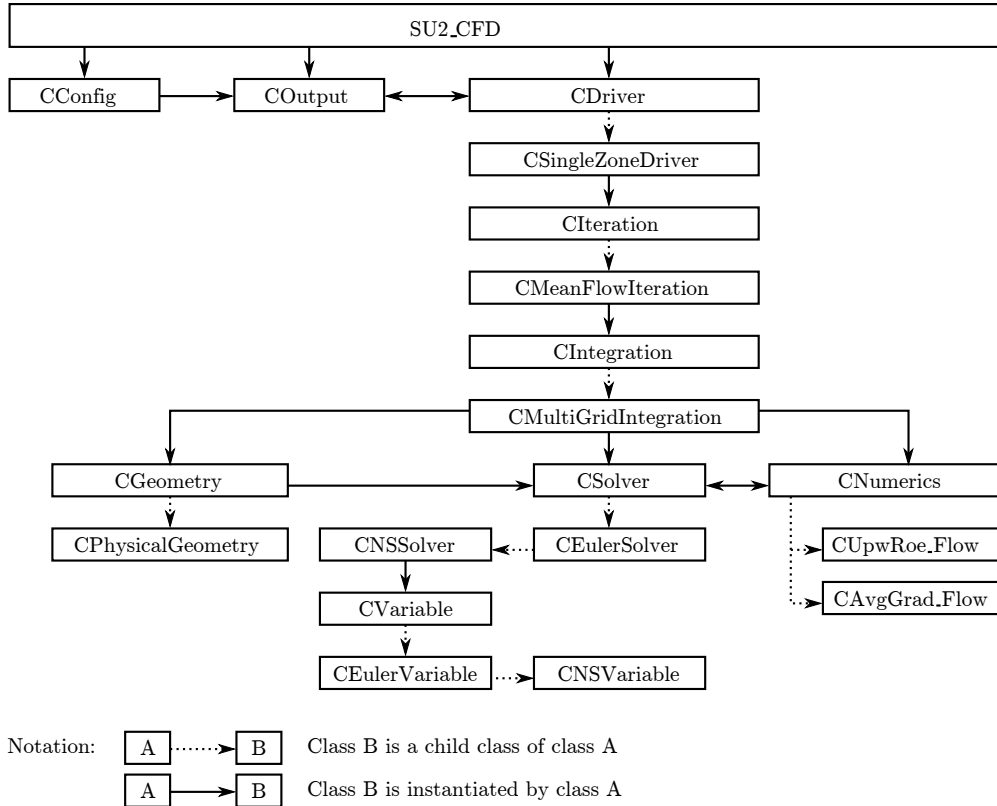 SU2_CFD
CConfig
COutput
CDriver
CSingleZoneDriver
CIteration
CMeanFlowIteration
CIntegration
CMultiGridIntegration
CGeometry
CSolver
CNumerics
CPhysicalGeometry
CNSSolver
CEulerSolver
CUpwRoe_Flow
CVariable
CAvgGrad_Flow
CEulerVariable
CNSVariable
Notation: A B Class B is a child class of class A
A B Class B is instantiated by class A